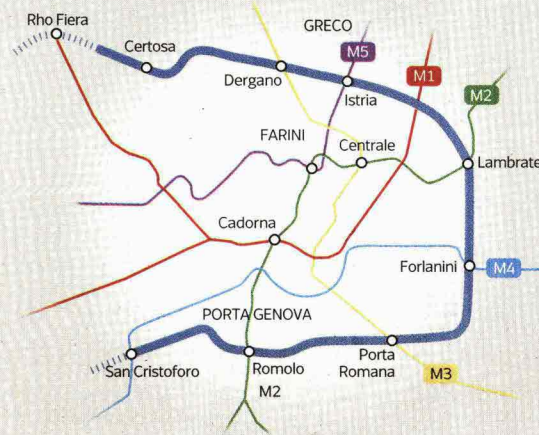 Rho Fiera
GRECO
Certosa
M5
M1
Dergano
Istria
M2
FARINI
Centrale
Lambrate
Cadorna
Forlanini
M4
PORTA GENOVA
San Cristoforo
Romolo
Porta
Romana
M3
M2